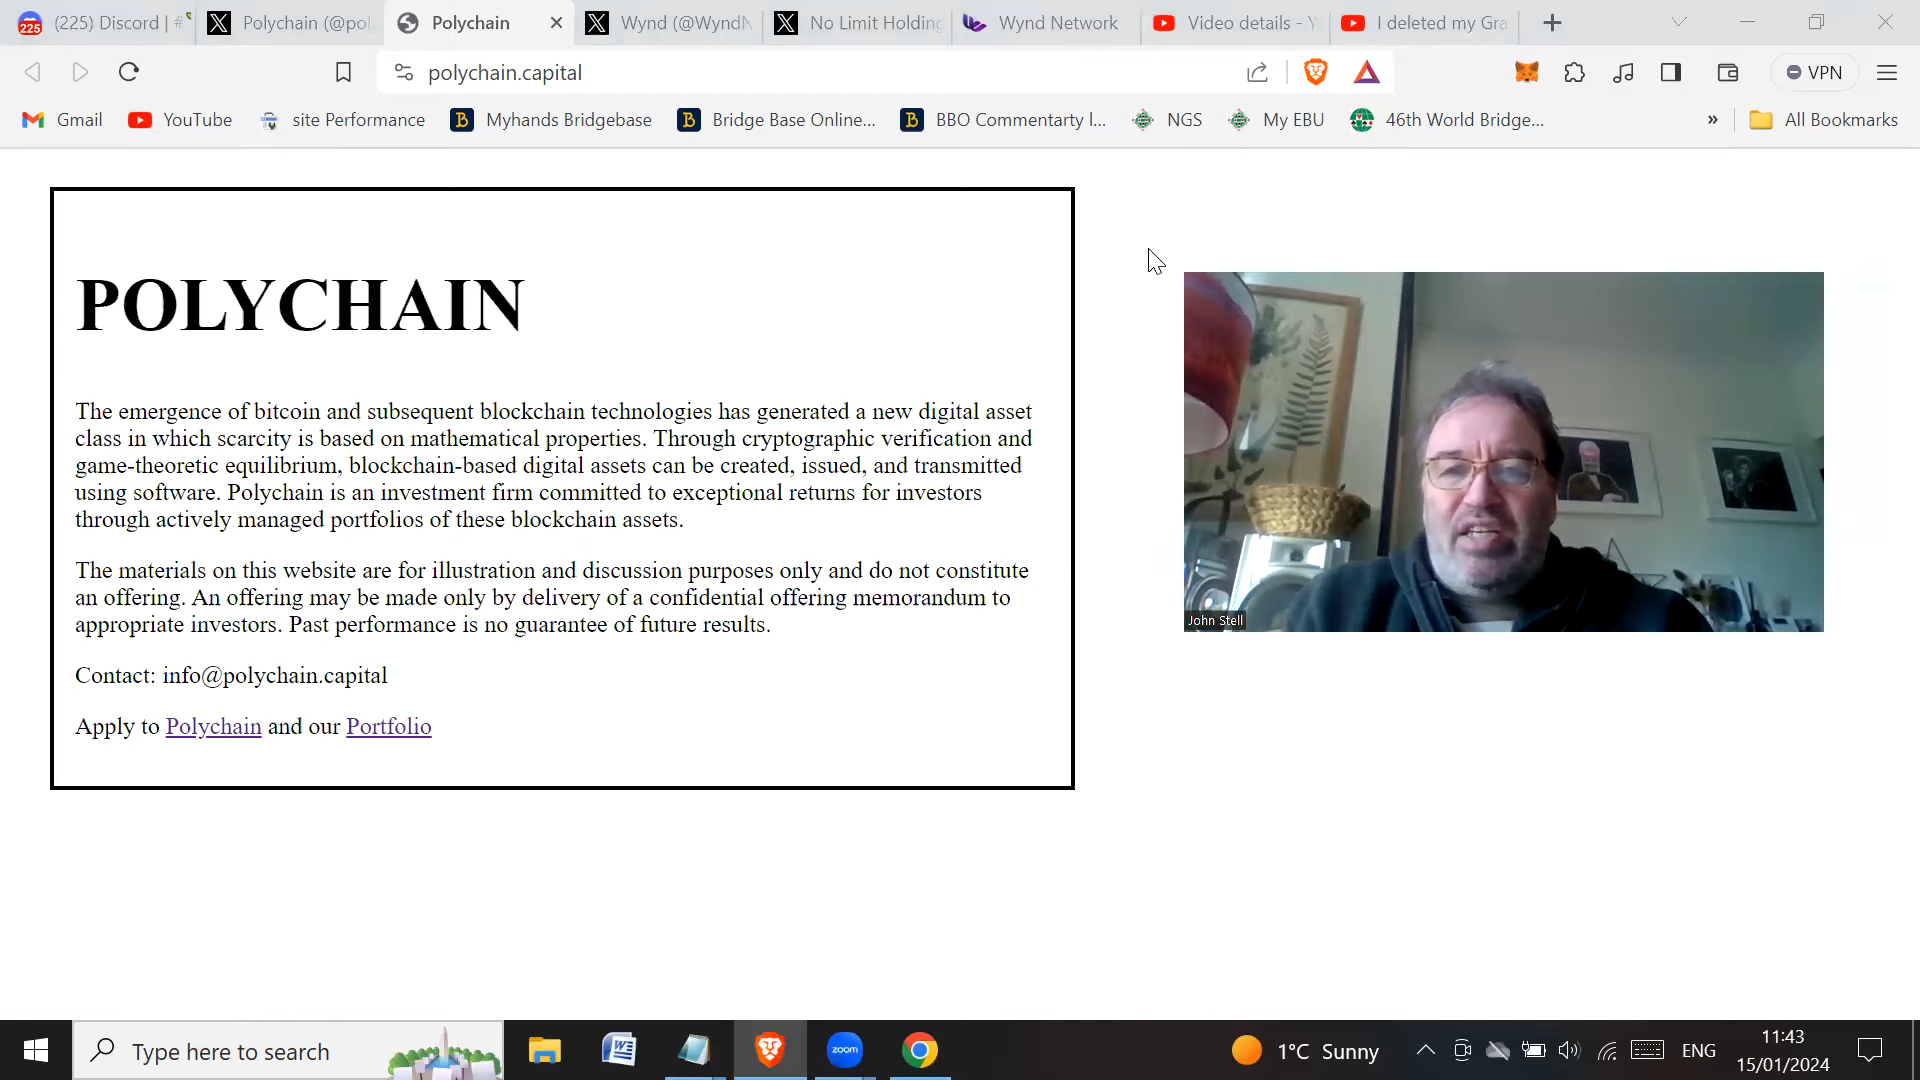 225
(225) Discord | #
Polychain (@pol
Polychain
Wynd (@Wynd
No Limit Holding
Wynd Network
Video details - Y
I deleted my Gra
polychain.capital
VPN
Gmail
YouTube
site Performance
B
Myhands Bridgebase
B
Bridge Base Online...
B
BBO Commentarty l...
NGS
My EBU
46th World Bridge...
»
All Bookmarks
POLYCHAIN
The emergence of bitcoin and subsequent blockchain technologies has generated a new digital asset
class in which scarcity is based on mathematical properties. Through cryptographic verification and
game-theoretic equilibrium, blockchain-based digital assets can be created, issued, and transmitted
using software. Polychain is an investment firm committed to exceptional returns for investors
through actively managed portfolios of these blockchain assets.
The materials on this website are for illustration and discussion purposes only and do not constitute
an offering. An offering may be made only by delivery of a confidential offering memorandum to
appropriate investors. Past performance is no guarantee of future results.
Contact: info@polychain.capital
Apply to Polychain and our Portfolio
John Stell
Type here to search
W
zoom
1°C Sunny
ENG
11:43
15/01/2024